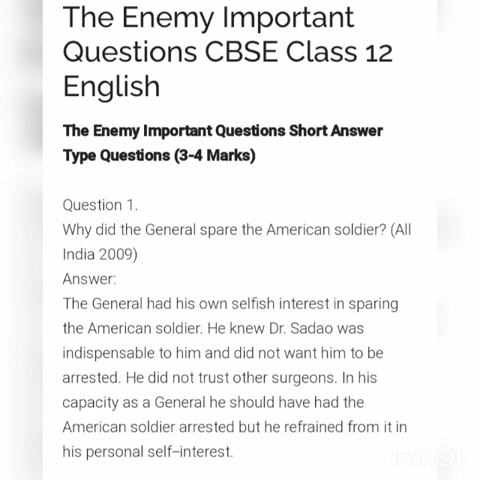 The Enemy Important
Questions CBSE Class 12
English
The Enemy Important Questions Short Answer
Type Questions (3-4 Marks)
Question 1.
Why did the General spare the American soldier? (All
India 2009)
Answer:
The General had his own selfish interest in sparing
the American soldier. He knew Dr. Sadao was
indispensable to him and did not want him to be
arrested. He did not trust other surgeons. In his
capacity as a General he should have had the
American soldier arrested but he refrained from it in
his personal self–interest.
InShOt